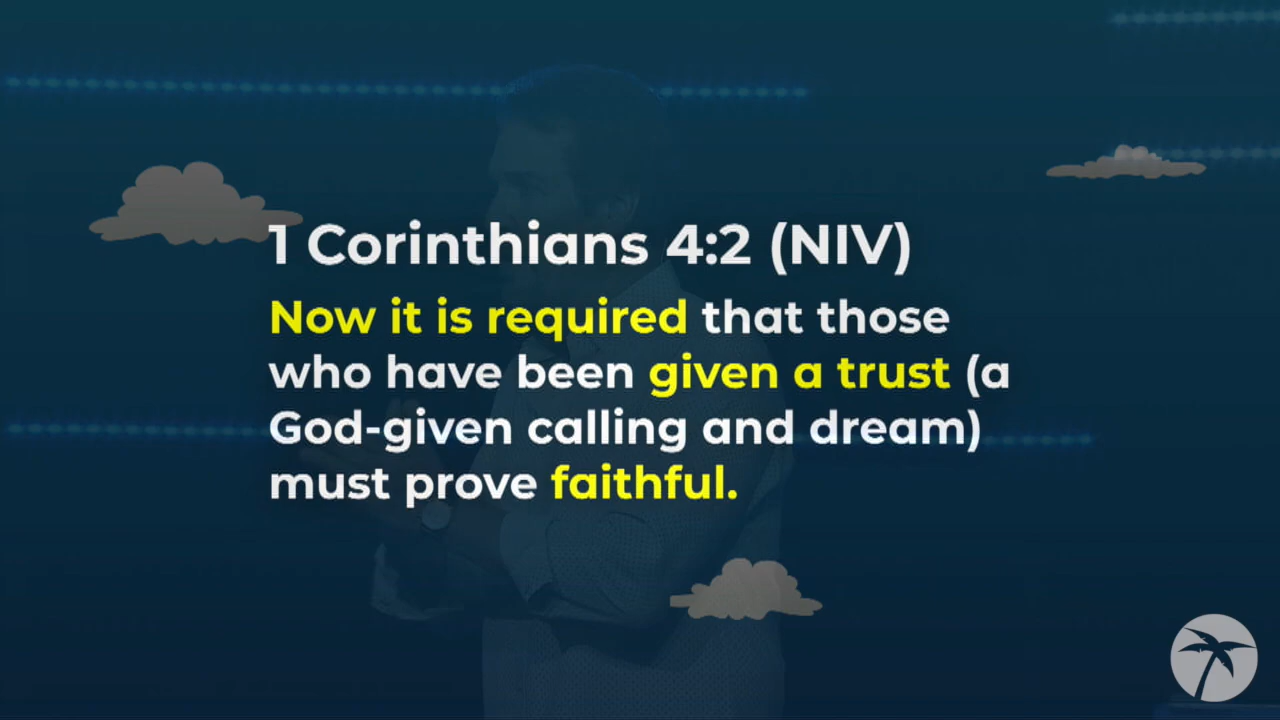 1 Corinthians 4:2 (NIV)
Now it is required that those
who have been given a trust (a
God-given calling and dream)
must prove faithful.